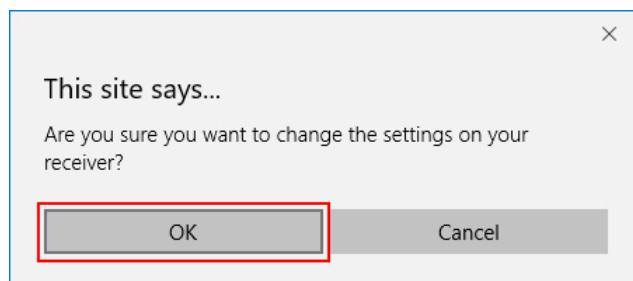 This site says...
Are you sure you want to change the settings on your
receiver?
OK
Cancel